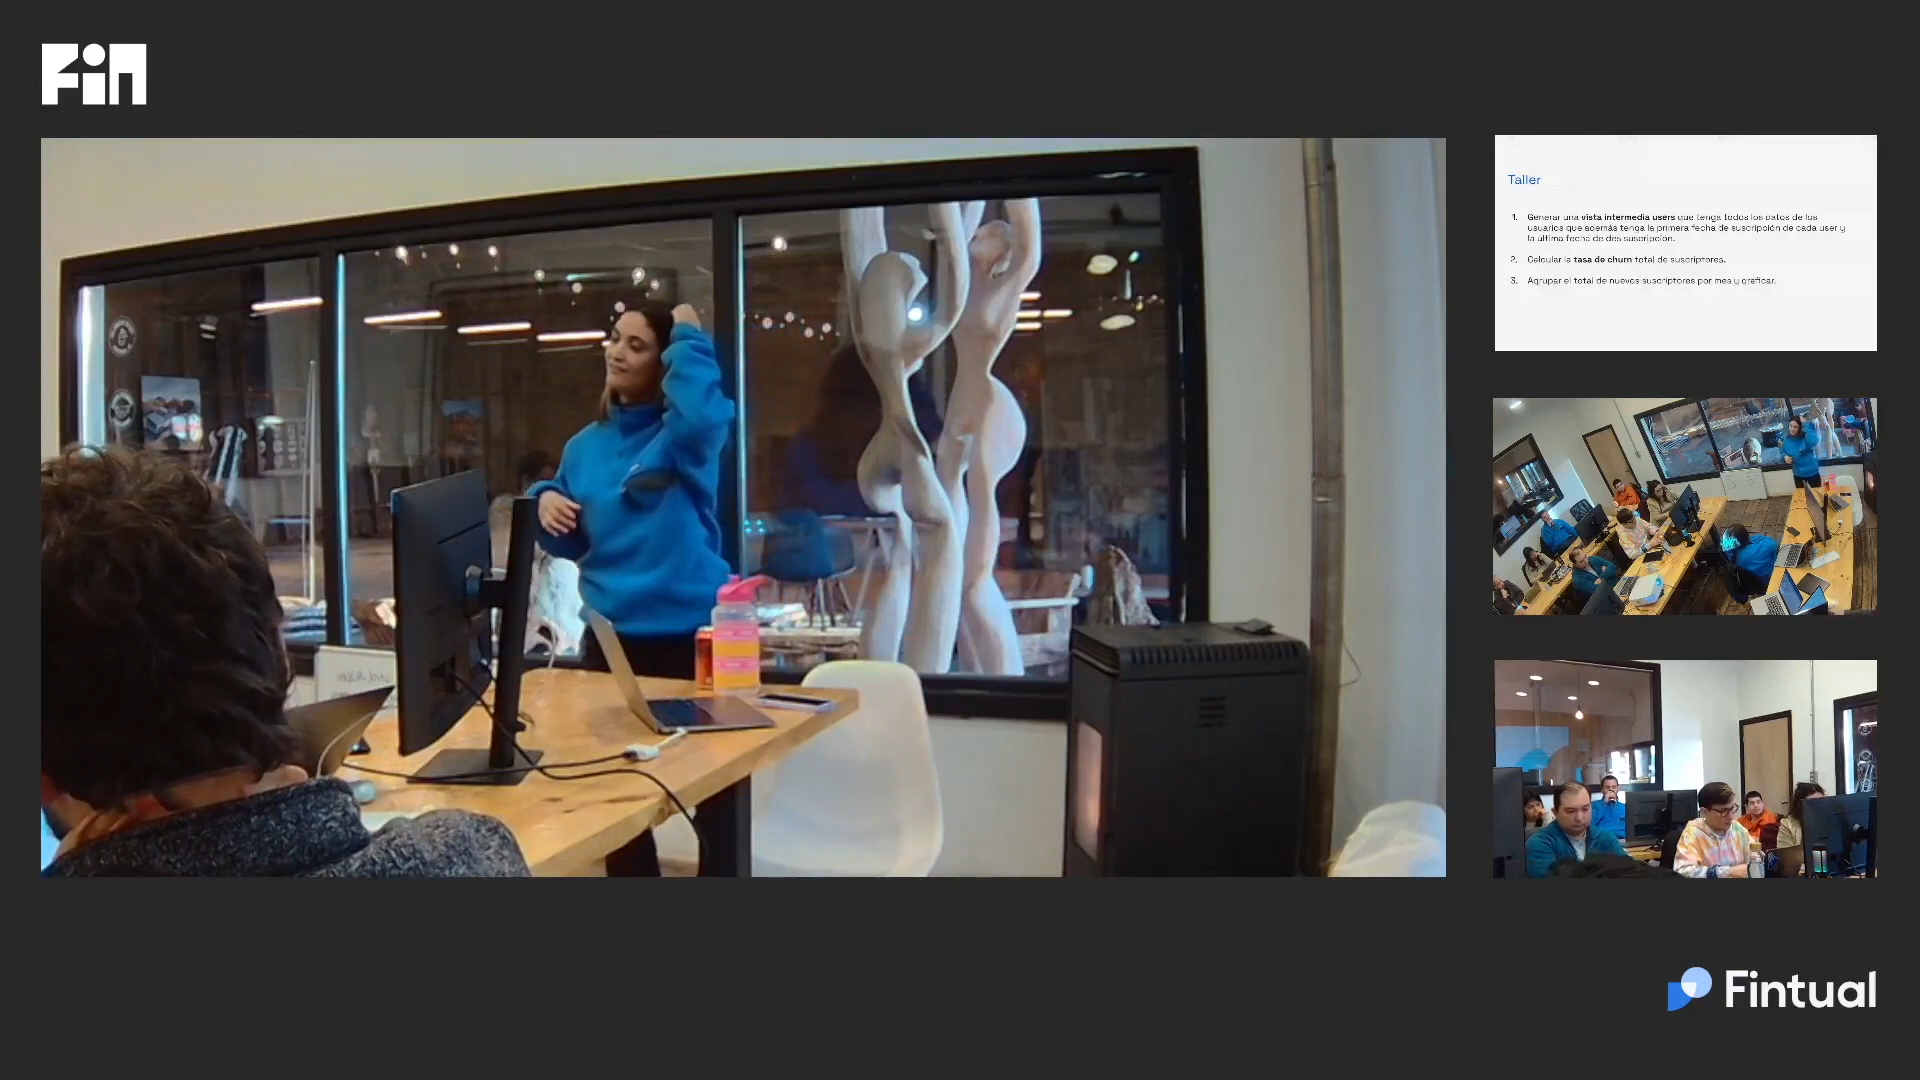 Fin
Taller
1. Generar una vista intermedia users que tenga todos los datos de los
usuarios que además tenga la primera fecha de suscripción de cada user y
la última fecha de des suscripción.
2. Calcular la tasa de churn total de suscriptores.
3. Agrupar el total de nuevos suscriptores por mes y graficar.
INNER JOIN
Fintual